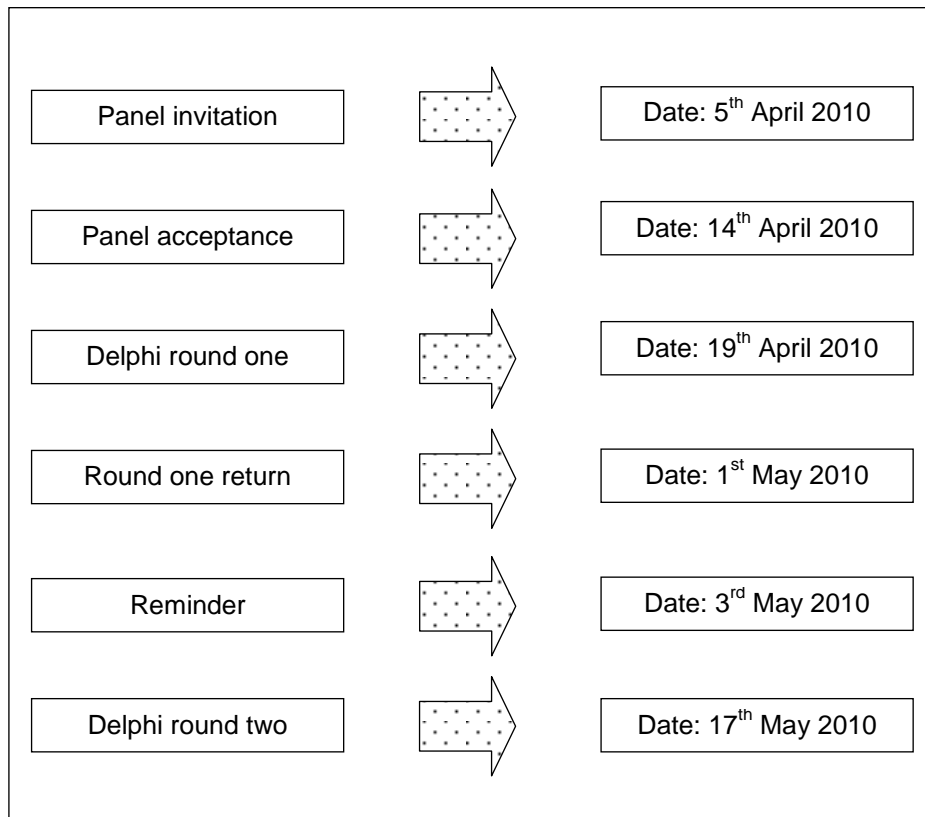 Panel invitation
Date: 5th April 2010
Panel acceptance
Date: 14th April 2010
Delphi round one
Date: 19th April 2010
Round one return
Date: 1st May 2010
Reminder
Date: 3rd May 2010
Delphi round two
Date: 17th May 2010